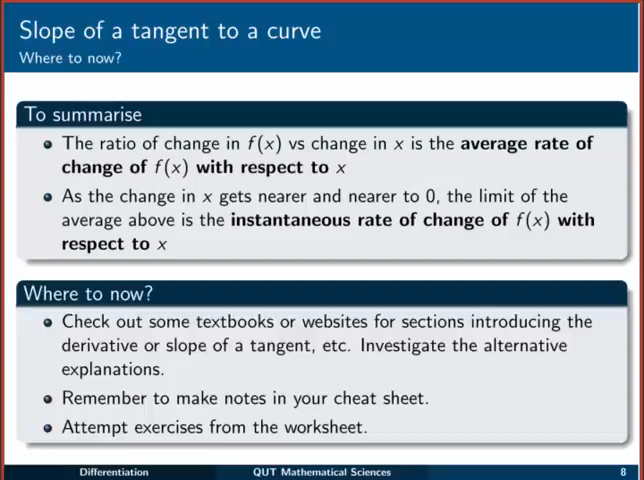 Slope of a tangent to a curve
Where to now?
To summarise
The ratio of change in f(x) vs change in x is the average rate of
change of f(x) with respect to x
As the change in x gets nearer and nearer to 0, the limit of the
average above is the instantaneous rate of change of f(x) with
respect to x
Where to now?
Check out some textbooks or websites for sections introducing the
derivative or slope of a tangent, etc. Investigate the alternative
explanations.
Remember to make notes in your cheat sheet.
Attempt exercises from the worksheet.
Differentiation QUT Mathematical Sciences 8